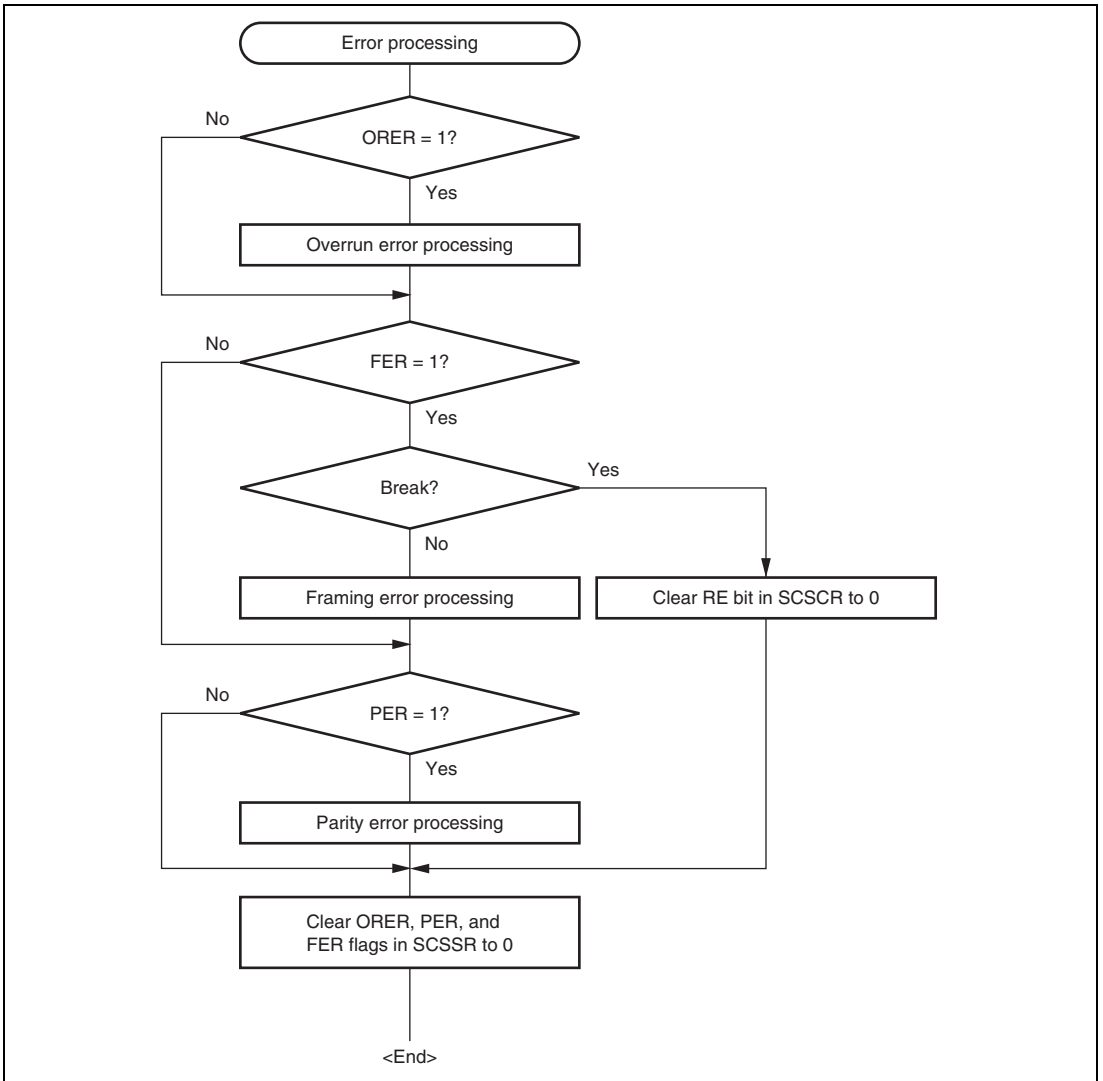 Error processing
No
ORER = 1?
Yes
Overrun error processing
No
FER = 1?
Yes
Break?
Yes
No
Framing error processing
Clear RE bit in SCSCR to 0
No
PER = 1?
Yes
Parity error processing
Clear ORER, PER, and
FER flags in SCSSR to 0
<End>